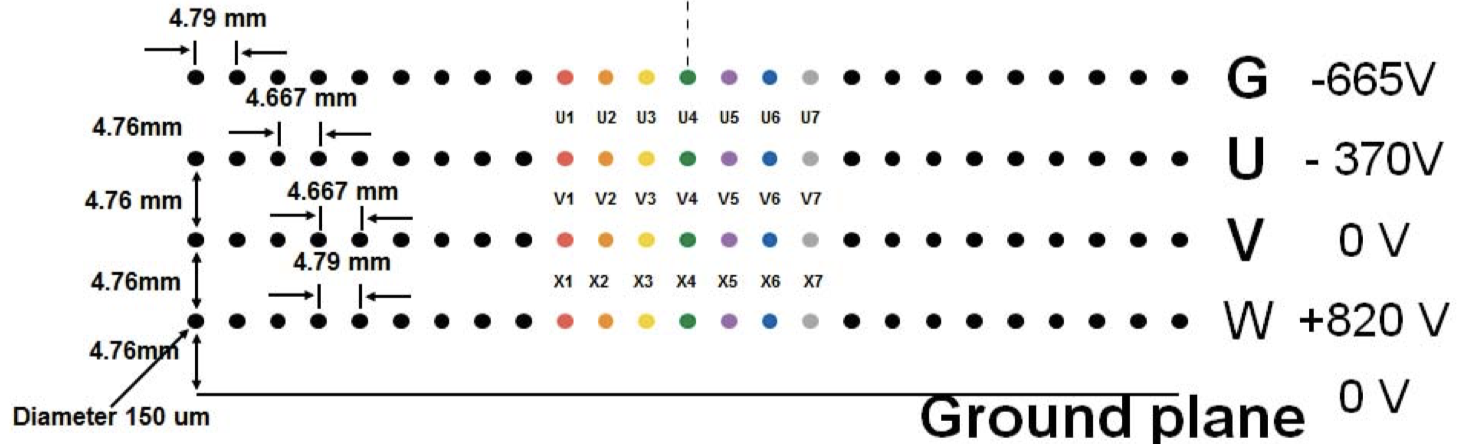 4.79 mm
G -665V
4.667 mm
U1 U2 U3 U4 U5 U6 U7
4.76mm
U - 370V
4.667 mm
4.76 mm
V1 V2 V3 V4 V5 V6 V7
V 0 V
4.79 mm
4.76mm
X1 X2 X3 X4 X5 X6 X7
W +820 V
4.76mm
0 V
Diameter 150 um
Ground plane